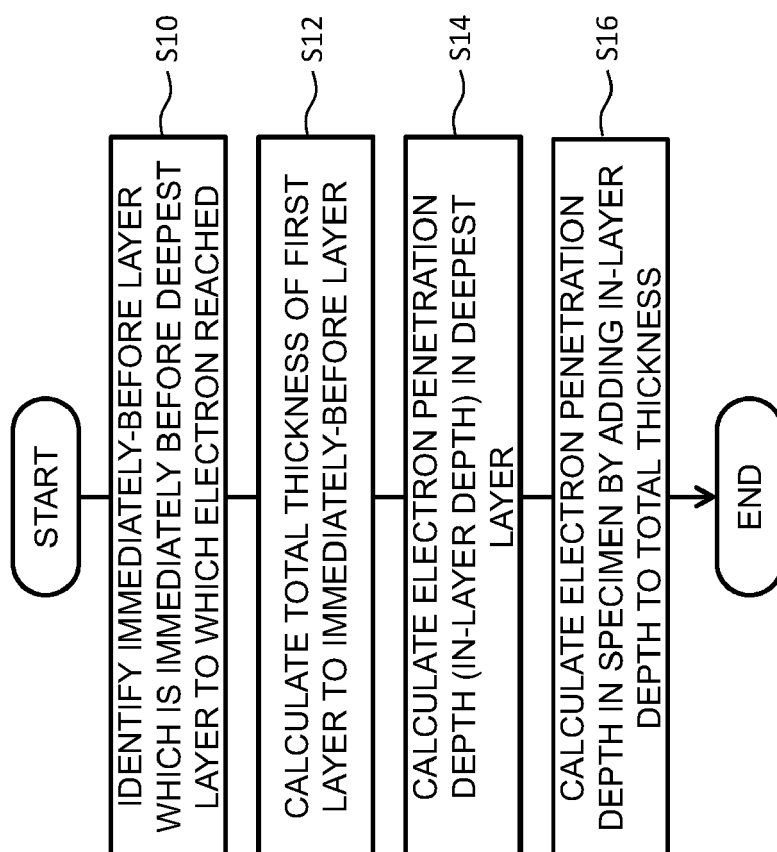 START
IDENTIFY IMMEDIATELY-BEFORE LAYER
WHICH IS IMMEDIATELY BEFORE DEEPEST
LAYER TO WHICH ELECTRON REACHED
S10
CALCULATE TOTAL THICKNESS OF FIRST
LAYER TO IMMEDIATELY-BEFORE LAYER
S12
CALCULATE ELECTRON PENETRATION
DEPTH (IN-LAYER DEPTH) IN DEEPEST
LAYER
S14
CALCULATE ELECTRON PENETRATION
DEPTH IN SPECIMEN BY ADDING IN-LAYER
DEPTH TO TOTAL THICKNESS
S16
END